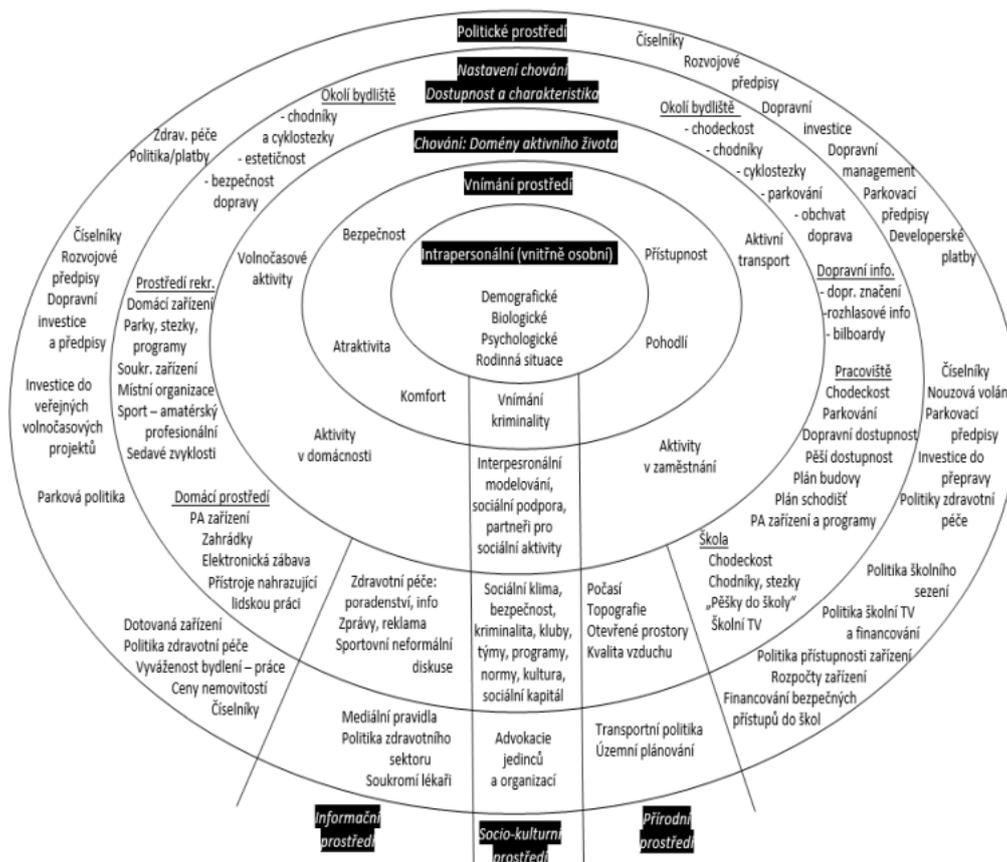 Politické prostředí
Nastavení chování
Dostupnost a charakteristika
Chování: Domény aktivního života
Vnímání prostředí
Intrapersonální (vnitřně osobní)
Demografické
Biologické
Psychologické
Rodinná situace
Bezpečnost
Přístupnost
Atraktivita
Pohodlí
Komfort
Vnímání
kriminality
Volnočasové
aktivity
Aktivní
transport
Aktivity
v domácnosti
Aktivity
v zaměstnání
Interpesronální
modelování,
sociální podpora,
partneři pro
sociální aktivity
Okolí bydliště
- chodníky
a cyklostezky
- estetičnost
- bezpečnost
dopravy
Okolí bydliště
- chodeckost
- chodníky
- cyklostezky
- parkování
- obchvat
doprava
Prostředí rekr.
Domácí zařízení
Parky, stezky,
programy
Soukr. zařízení
Místní organizace
Sport – amatérský
profesionální
Sedavé zvyklosti
Dopravní info.
- dopr. značení
-rozhlasové info
- bilboardy
Pracoviště
Chodeckost
Parkování
Dopravní dostupnost
Pěší dostupnost
Plán budovy
Plán schodišť
PA zařízení a programy
Domácí prostředí
PA zařízení
Zahrádky
Elektronická zábava
Přístroje nahrazující
lidskou práci
Škola
Chodeckost
Chodníky, stezky
„Pěšky do školy“
Školní TV
Zdravotní péče:
poradenství, info
Zprávy, reklama
Sportovní neformální
diskuse
Sociální klima,
bezpečnost,
kriminalita, kluby,
týmy, programy,
normy, kultura,
sociální kapitál
Počasí
Topografie
Otevřené prostory
Kvalita vzduchu
Zdrav. péče
Politika/platby
Číselníky
Rozvojové
předpisy
Dopravní
investice
a předpisy
Investice do
veřejných
volnočasových
projektů
Parková politika
Dotovaná zařízení
Politika zdravotní péče
Vyváženost bydlení – práce
Ceny nemovitostí
Číselníky
Číselníky
Rozvojové
předpisy
Dopravní
investice
Dopravní
management
Parkovací
předpisy
Developerské
platby
Číselníky
Nouzová volán
Parkovací
předpisy
Investice do
přepravy
Politiky zdravotní
péče
Politika školního
sezení
Politika školní TV
a financování
Politika přístupnosti zařízení
Rozpočty zařízení
Financování bezpečných
přístupů do škol
Mediální pravidla
Politika zdravotního
sektoru
Soukromí lékaři
Advokacie
jedinců
a organizací
Transportní politika
Územní plánování
Informační
prostředí
Socio-kulturní
prostředí
Přírodní
prostředí